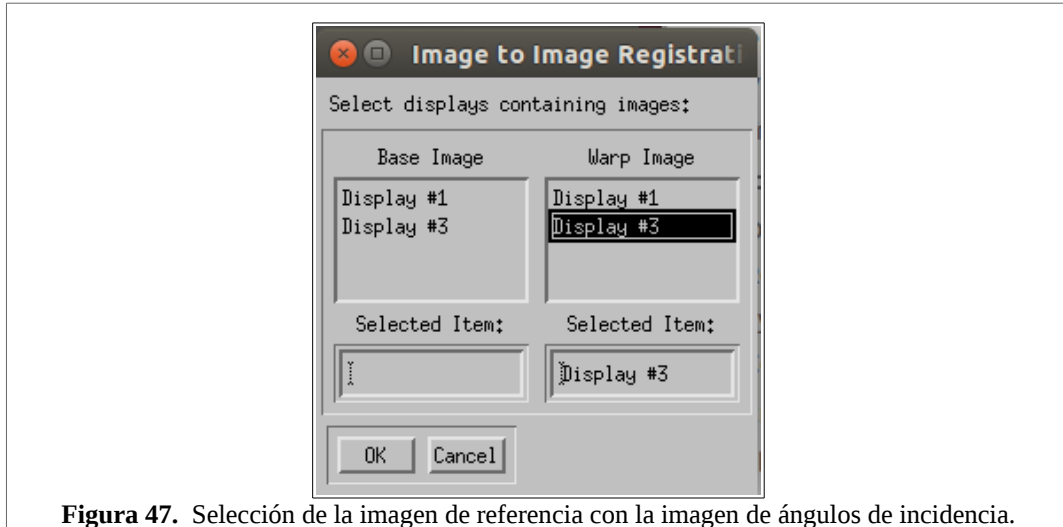 Image to Image Registrati
Select displays containing images:
Base Image Warp Image
Display #1 Display #1
Display #3 Display #3
Selected Item: Selected Item:
Display #3
OK Cancel
Figura 47. Selección de la imagen de referencia con la imagen de ángulos de incidencia.